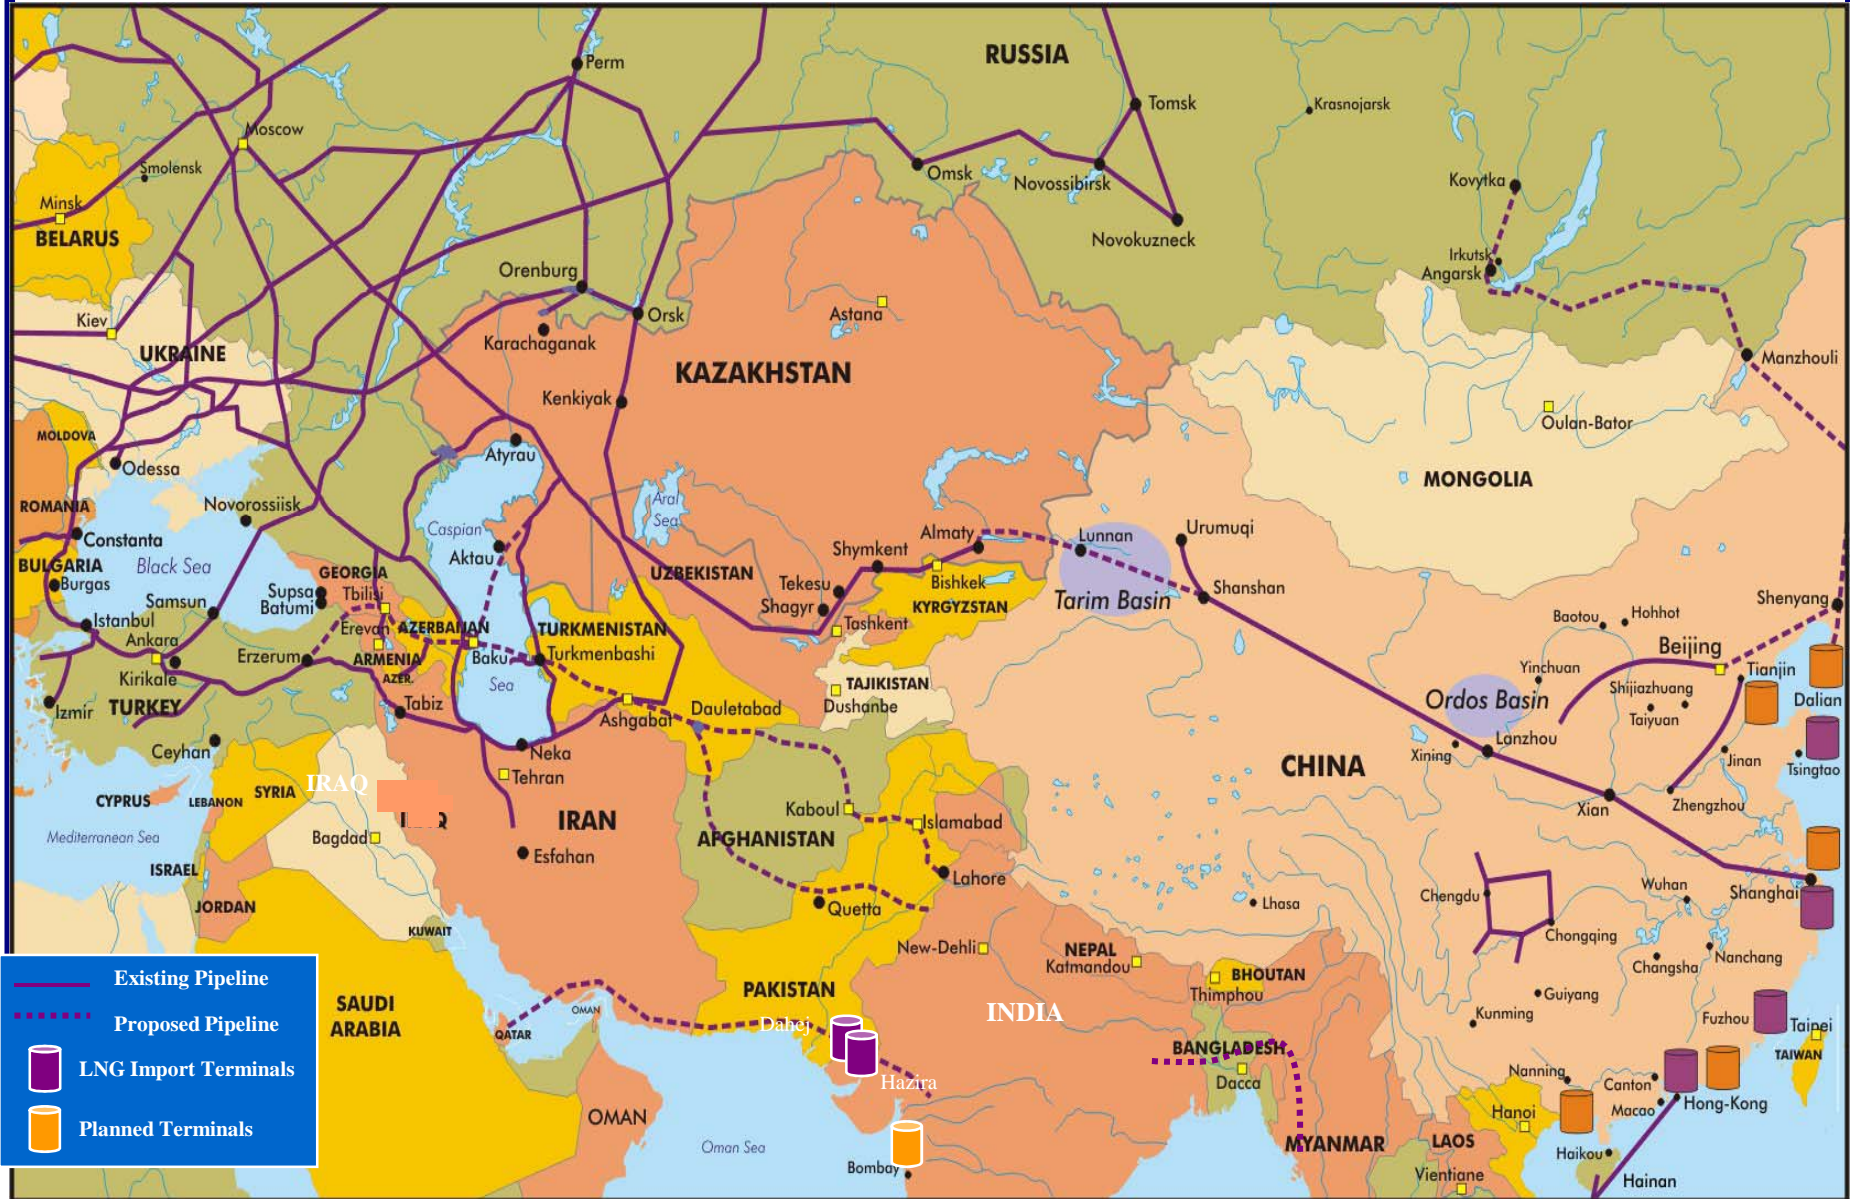 RUSSIA
Perm
Tomsk
Krasnojarsk
Moscow
Smolensk
Omsk
Novossibirsk
Kovytka
Minsk
BELARUS
Novokuzneck
Irkutsk
Angarsk
Orenburg
Kiev
Astana
Orsk
Karachaganak
UKRAINE
Manzhouli
KAZAKHSTAN
Kenkiyak
Oulan-Bator
MOLDOVA
Atyrau
Odessa
MONGOLIA
ROMANIA
Novorossiisk
Aral
Sea
Caspian
Constanta
Almaty
Lunnan
Urumuqi
Aktau
Shymkent
BULGARIA
Black Sea
GEORGIA
UZBEKISTAN
Burgas
Supsa
Tbilisi
Tekesu
Bishkek
Shanshan
Batumi
Shagyr
KYRGYZSTAN
Tarim Basin
Samsun
Shenyang
Istanbul
Erevan
AZERBAIJAN
TURKMENISTAN
Tashkent
Baotou
Hohhot
Ankara
Beijing
Erzerum
ARMENIA
Baku
Turkmenbashi
Kirikale
AZER.
Sea
TAJIKISTAN
Yinchuan
Tianjin
Izmir
TURKEY
Tabiz
Ashgabat
Dauletabad
Dushanbe
Ordos Basin
Shijiazhuang
Taiyuan
Dalian
Ceyhan
Neka
Xining
Lanzhou
Jinan
Tsingtao
Tehran
CHINA
IRAQ
SYRIA
CYPRUS
LEBANON
Zhengzhou
Xian
Kaboul
Islamabad
IRAN
Mediterranean Sea
Bagdad
AFGHANISTAN
Esfahan
ISRAEL
Lahore
Wuhan
Shanghai
Chengdu
JORDAN
Quetta
Lhasa
KUWAIT
Chongqing
New-Dehli
NEPAL
Katmandou
Nanchang
Changsha
BHOUTAN
Existing Pipeline
PAKISTAN
Thimphou
Guiyang
SAUDI
ARABIA
OMAN
INDIA
Kunming
Proposed Pipeline
QATAR
Dahej
Fuzhou
Taipei
BANGLADESH
TAIWAN
LNG Import Terminals
Hazira
Dacca
Nanning
Canton
OMAN
Hanoi
Macao
Hong-Kong
Planned Terminals
Oman Sea
MYANMAR
LAOS
Bombay
Haikou
Vientiane
Hainan